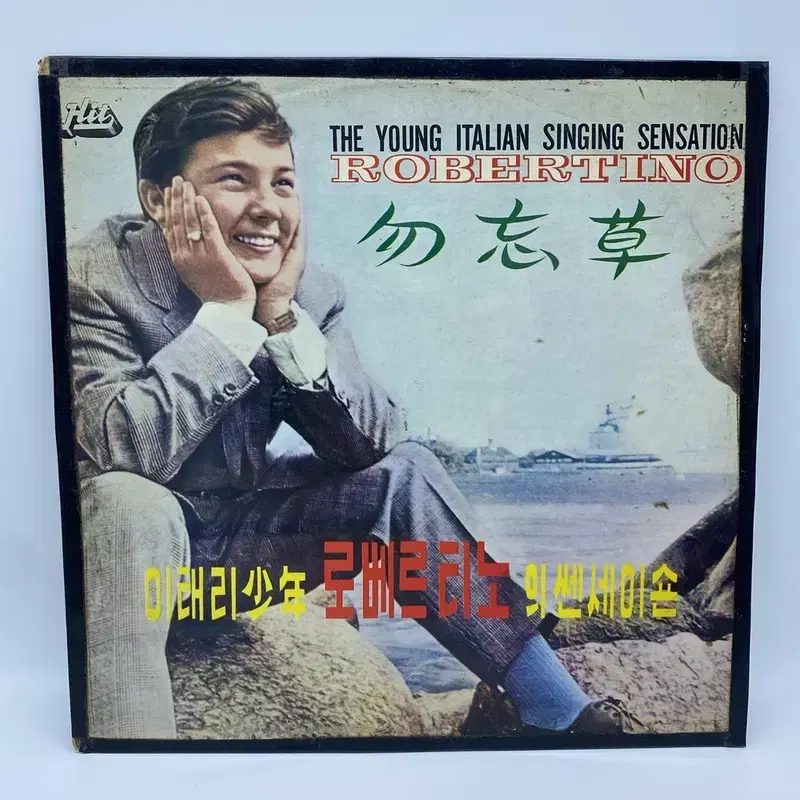 Hit
THE YOUNG ITALIAN SINGING SENSATION
ROBERTINO
勿忘草
이태리少年 로베르티노 의 쎈세이숀